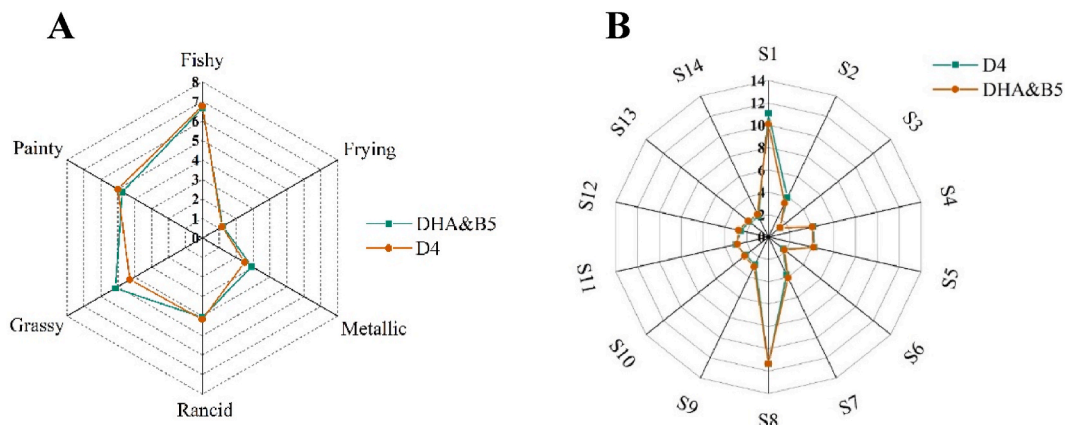 A
Fishy
8
7
6
5
4
3
2
1
0
Painty
Frying
DHA&B5
D4
Grassy
Metallic
Rancid
B
S1
14
12
10
8
6
4
2
0
S2
S3
S4
S5
S6
S7
S8
S9
S10
S11
S12
S13
S14
D4
DHA&B5